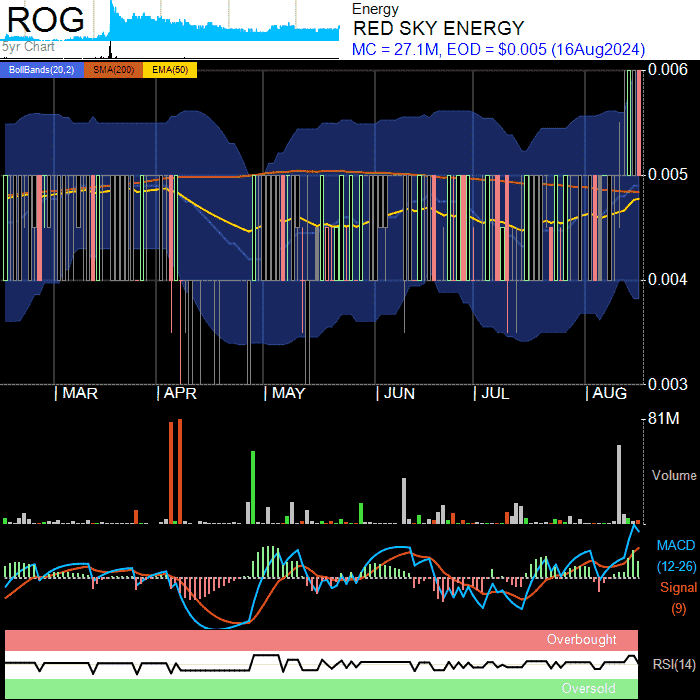 ROG
5yr Chart
Energy
RED SKY ENERGY
MC = 27.1M, EOD = $0.005 (16Aug2024)
BollBands(20,2) SMA(200) EMA(50)
0.006
0.005
0.004
0.003
MAR APR MAY JUN JUL AUG
81M
Volume
MACD
(12-26)
Signal
(9)
Overbought
RSI(14)
Oversold